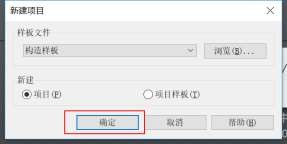 新建项目
样板文件
构造样板
浏览(B)...
新建
项目(P)
项目样板(T)
确定
取消
帮助(H)